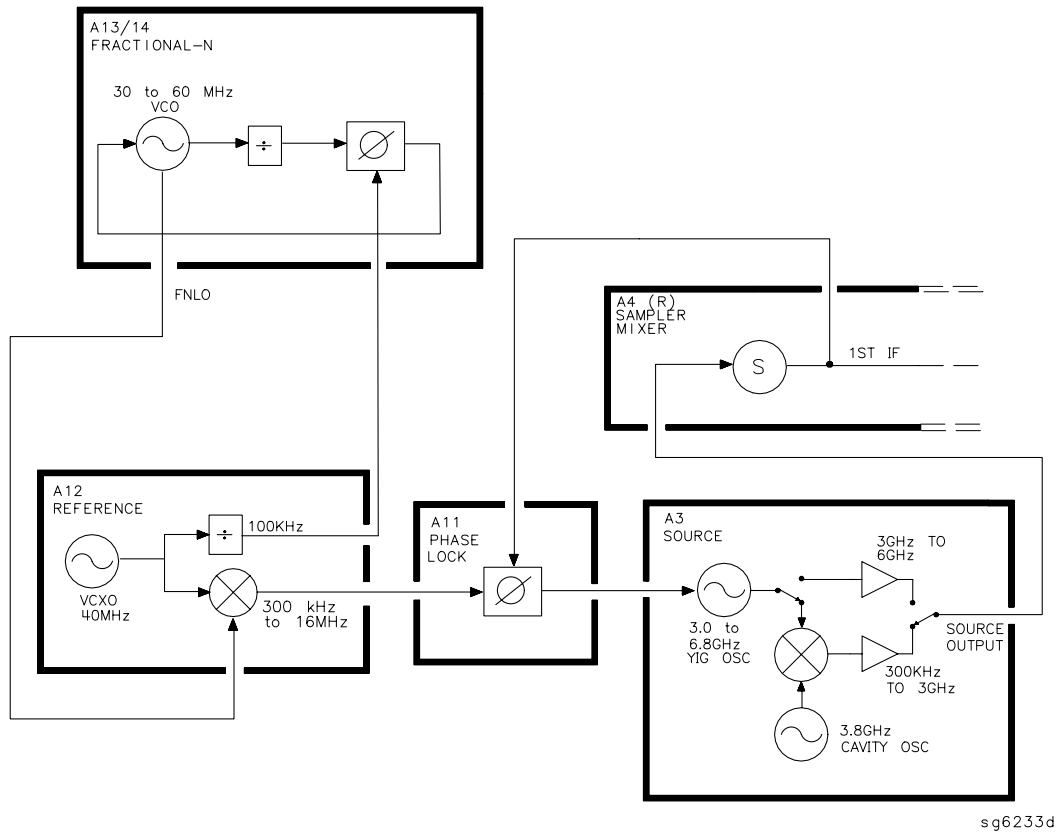 A13/14
FRACTIONAL-N
30 to 60 MHz
VCO
÷
FNLO
A4 (R)
SAMPLER
MIXER
S
1ST IF
A12
REFERENCE
÷
100KHz
VCXO
40MHz
300 kHz
to 16MHz
A11
PHASE
LOCK
A3
SOURCE
3GHz TO
6GHz
3.0 to
6.8GHz
YIG OSC
SOURCE
OUTPUT
300KHz
TO 3GHz
3.8GHz
CAVITY OSC
sg6233d